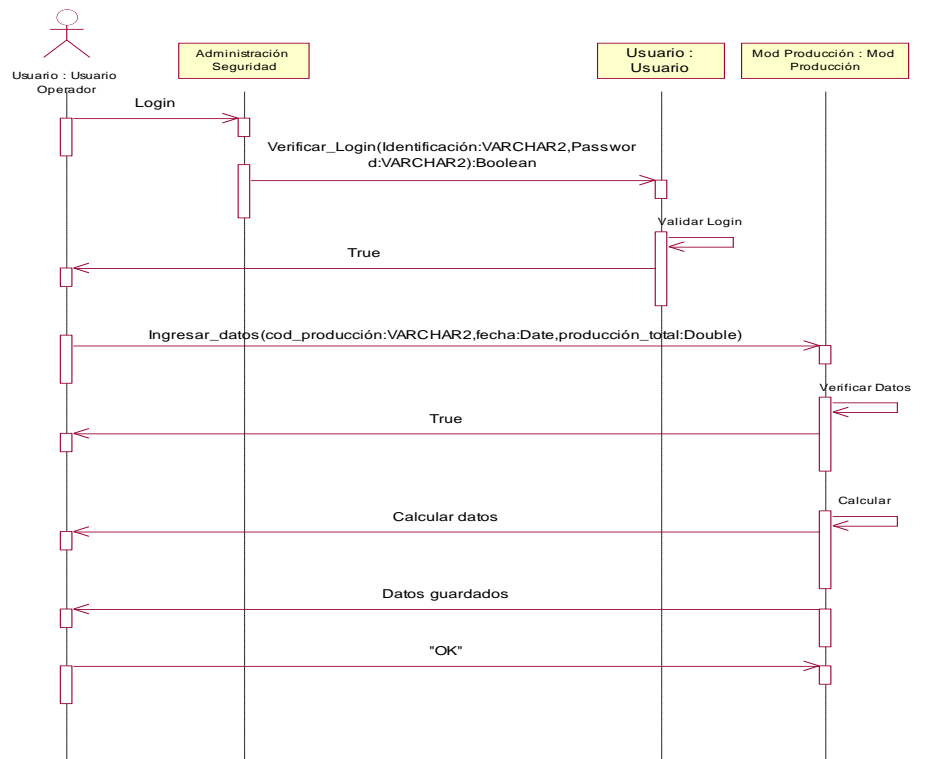 Usuario : Usuario
Operador
Administración
Seguridad
Usuario :
Usuario
Mod Producción : Mod
Producción
Login
Verificar_Login(Identificación:VARCHAR2,Passwor
d:VARCHAR2):Boolean
Validar Login
True
Ingresar_datos(cod_producción:VARCHAR2,fecha:Date,producción_total:Double)
Verificar Datos
True
Calcular
Calcular datos
Datos guardados
"OK"